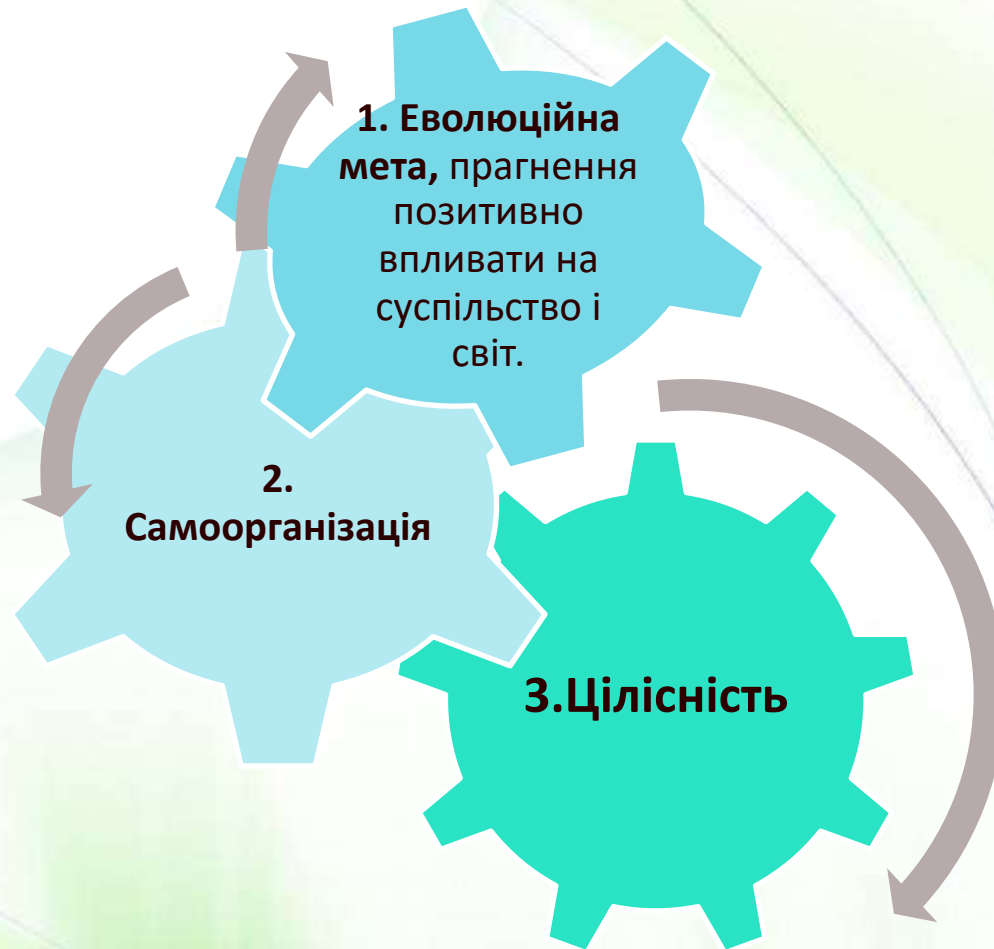 1. Еволюційна
мета, прагнення
позитивно
впливати на
суспільство і
світ.
2.
Самоорганізація
3.Цілісність